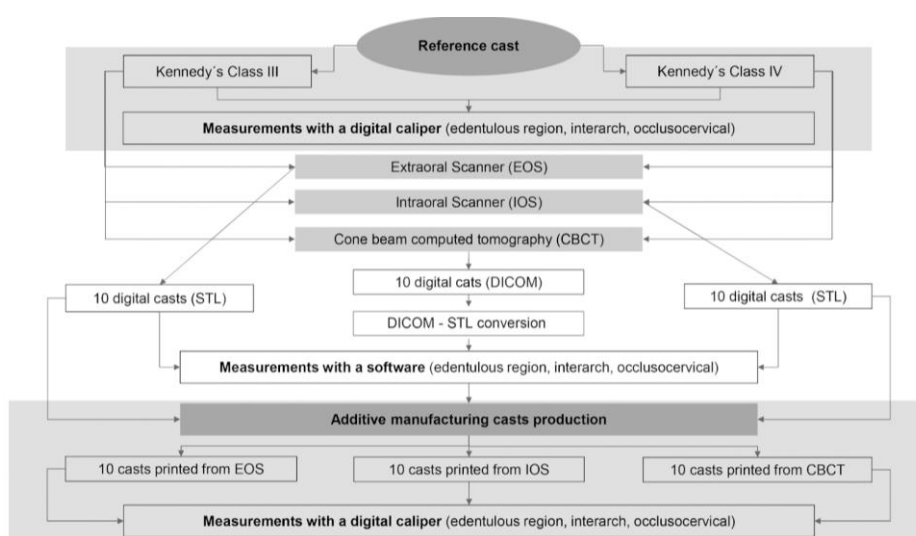 Reference cast
Kennedy´s Class III
Kennedy´s Class IV
Measurements with a digital caliper (edentulous region, interarch, occlusocervical)
Extraoral Scanner (EOS)
Intraoral Scanner (IOS)
Cone beam computed tomography (CBCT)
10 digital casts (STL)
10 digital cats (DICOM)
10 digital casts (STL)
DICOM - STL conversion
Measurements with a software (edentulous region, interarch, occlusocervical)
Additive manufacturing casts production
10 casts printed from EOS
10 casts printed from IOS
10 casts printed from CBCT
Measurements with a digital caliper (edentulous region, interarch, occlusocervical)